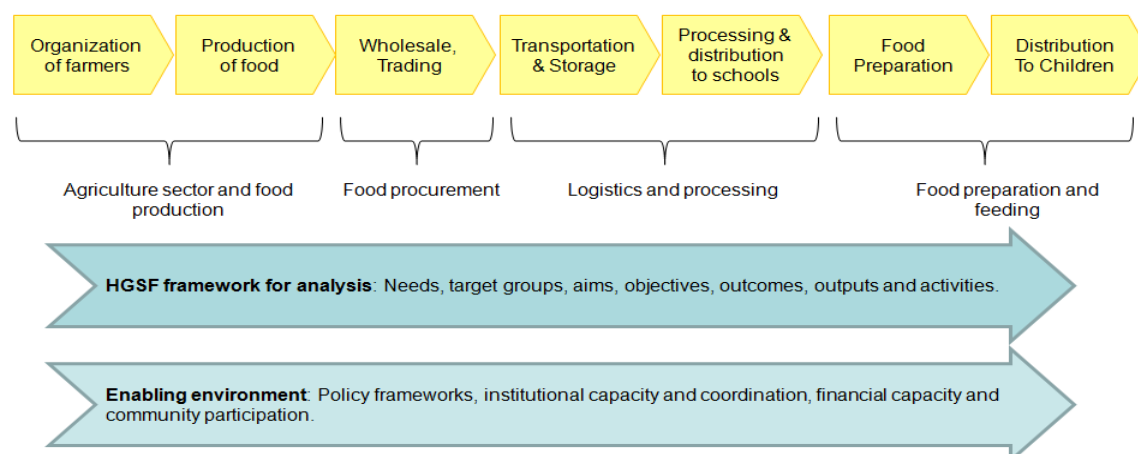 Organization
of farmers
Production
of food
Wholesale,
Trading
Transportation
& Storage
Processing &
distribution
to schools
Food
Preparation
Distribution
To Children
Agriculture sector and food
production
Food procurement
Logistics and processing
Food preparation and
feeding
HGSF framework for analysis: Needs, target groups, aims, objectives, outcomes, outputs and activities.
Enabling environment: Policy frameworks, institutional capacity and coordination, financial capacity and
community participation.